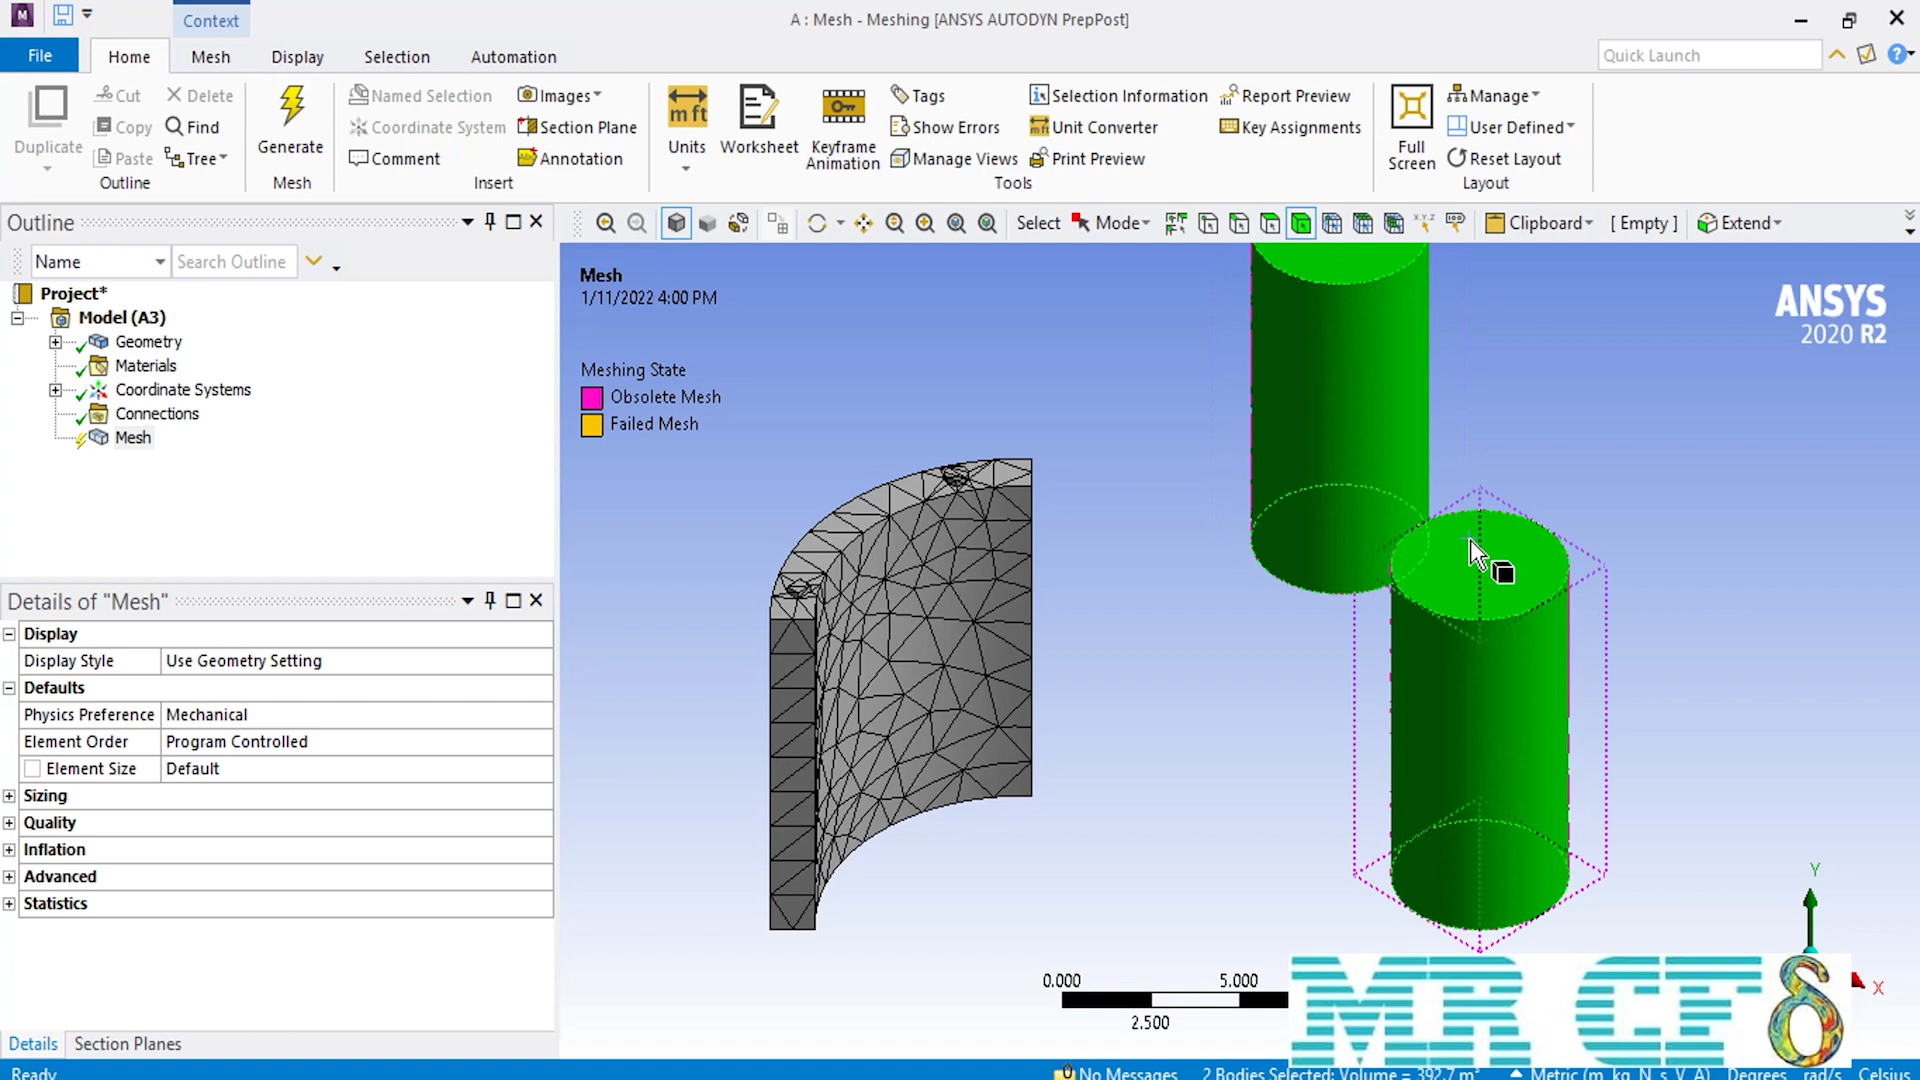 Context
A : Mesh - Meshing [ANSYS AUTODYN PrepPost]
File Home Mesh Display Selection Automation
Quick Launch
Duplicate
Cut
Copy
Paste
Delete
Find
Tree
Outline
Generate
Mesh
Named Selection
Coordinate System
Comment
Images
Section Plane
Annotation
Insert
Units
Worksheet
Keyframe
Animation
Tags
Show Errors
Manage Views
Selection Information
Unit Converter
Print Preview
Report Preview
Key Assignments
Tools
Full
Screen
Manage
User Defined
Reset Layout
Layout
Outline
Select Mode Clipboard [ Empty ] Extend
Name Search Outline
Project*
Model (A3)
Geometry
Materials
Coordinate Systems
Connections
Mesh
Details of "Mesh"
Display
Display Style Use Geometry Setting
Defaults
Physics Preference Mechanical
Element Order Program Controlled
Element Size Default
Sizing
Quality
Inflation
Advanced
Statistics
Details Section Planes
Mesh
1/11/2022 4:00 PM
Meshing State
Obsolete Mesh
Failed Mesh
ANSYS
2020 R2
0.000 5.000
2.500
Y
X
MR CF
Ready
No Messages 2 Bodies Selected: Volume = 392.7 m³ Metric (m, kg, N, s, V, A) Degrees rad/s Celsius